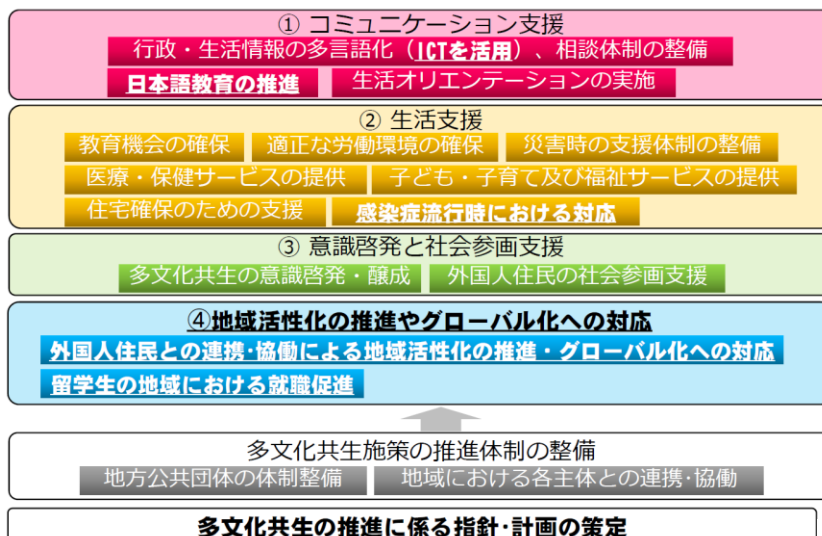 ① コミュニケーション支援
行政・生活情報の多言語化（ICTを活用）、相談体制の整備
日本語教育の推進 生活オリエンテーションの実施
② 生活支援
教育機会の確保 適正な労働環境の確保 災害時の支援体制の整備
医療・保健サービスの提供 子ども・子育て及び福祉サービスの提供
住宅確保のための支援 感染症流行時における対応
③ 意識啓発と社会参画支援
多文化共生の意識啓発・醸成 外国人住民の社会参画支援
④地域活性化の推進やグローバル化への対応
外国人住民との連携・協働による地域活性化の推進・グローバル化への対応
留学生の地域における就職促進
多文化共生施策の推進体制の整備
地方公共団体の体制整備 地域における各主体との連携・協働
多文化共生の推進に係る指針・計画の策定